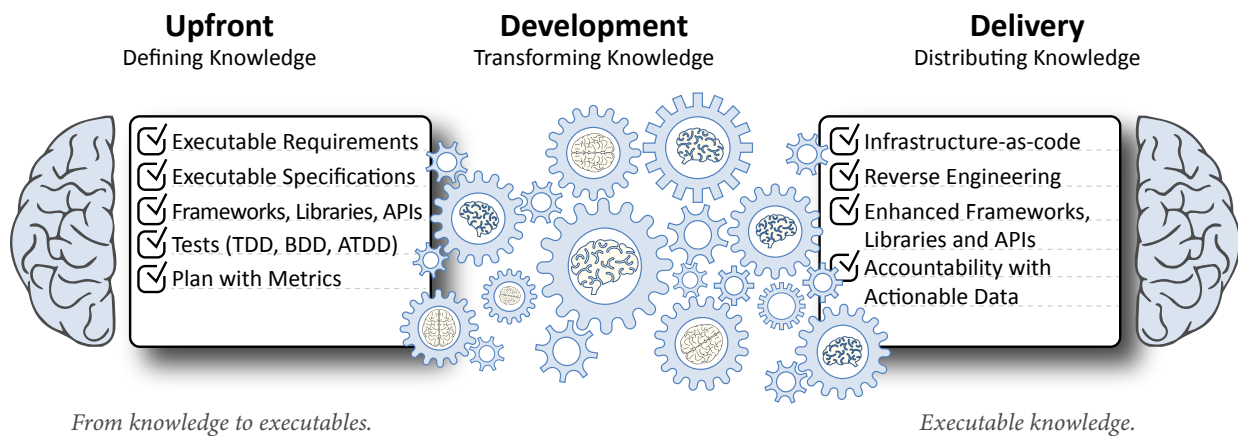 Upfront
Defining Knowledge
Development
Transforming Knowledge
Delivery
Distributing Knowledge
Executable Requirements
Executable Specifications
Frameworks, Libraries, APIs
Tests (TDD, BDD, ATDD)
Plan with Metrics
Infrastructure-as-code
Reverse Engineering
Enhanced Frameworks,
Libraries and APIs
Accountability with
Actionable Data
From knowledge to executables.
Executable knowledge.